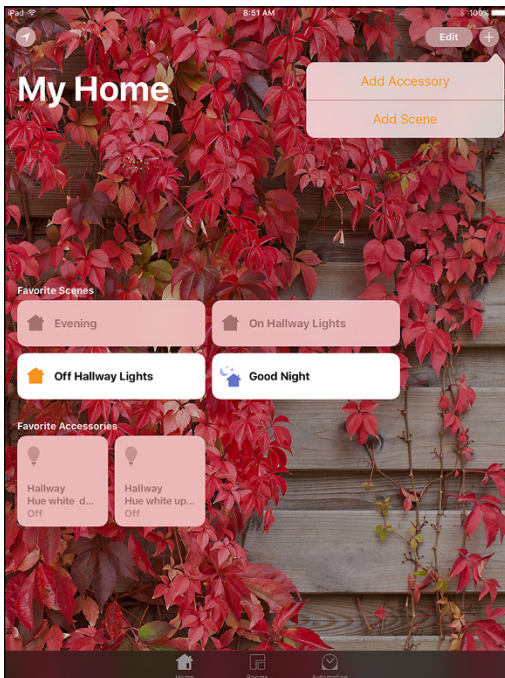 iPad 8:51 AM 100%
Edit +
Add Accessory
Add Scene
My Home
Favorite Scenes
Evening
On Hallway Lights
Off Hallway Lights
Good Night
Favorite Accessories
Hallway
Hue white d...
Off
Hallway
Hue white up...
Off
Home Rooms Automation